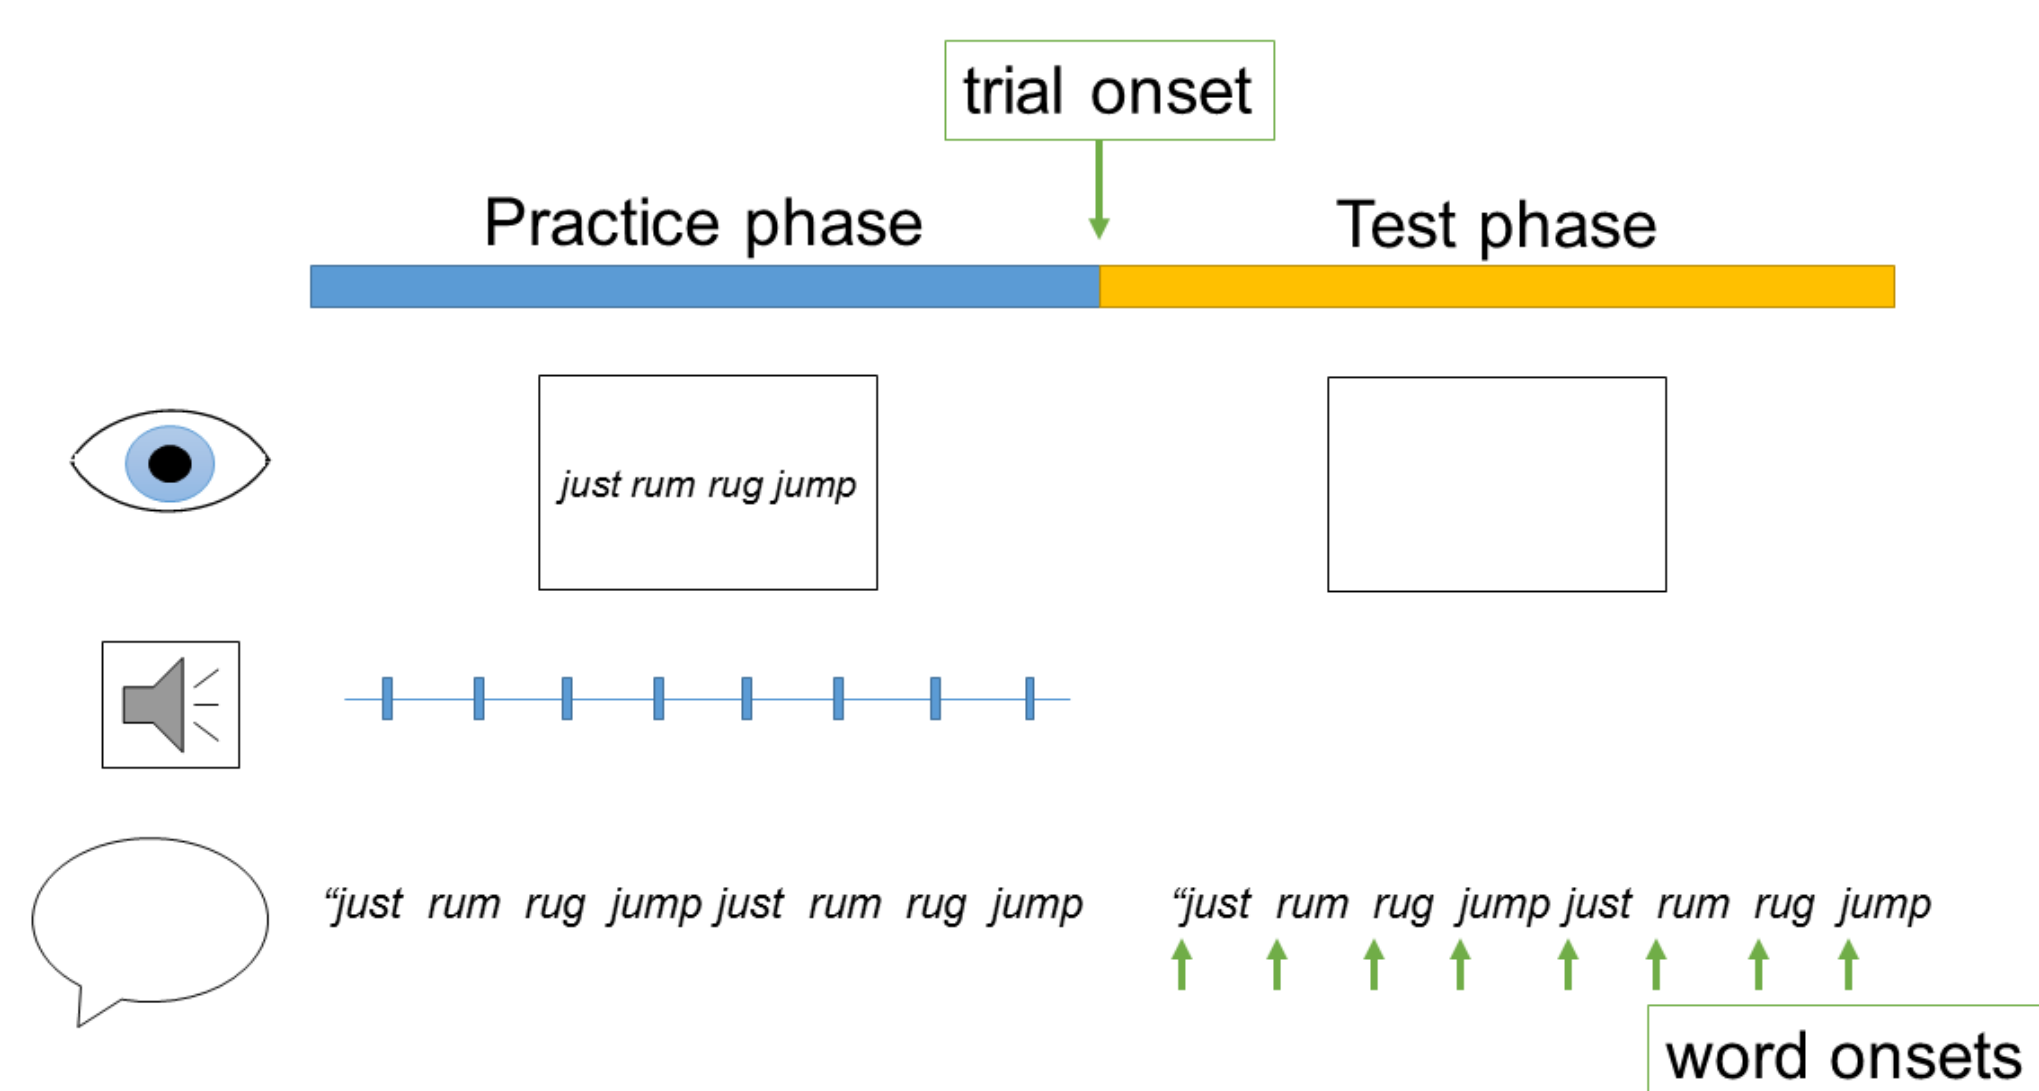 trial onset
Practice phase
Test phase
just rum rug jump
“just rum rug jump just rum rug jump
“just rum rug jump just rum rug jump
word onsets